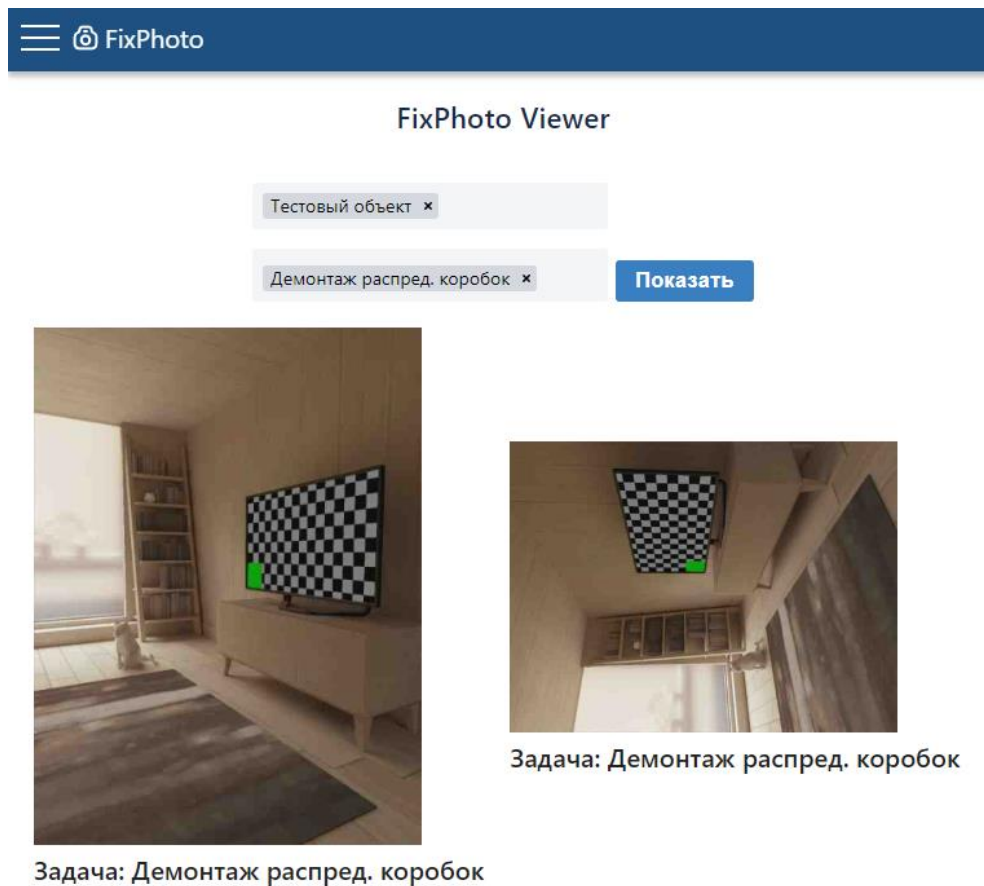 FixPhoto
FixPhoto Viewer
Тестовый объект ×
Демонтаж распред. коробок ×
Показать
Задача: Демонтаж распред. коробок
Задача: Демонтаж распред. коробок